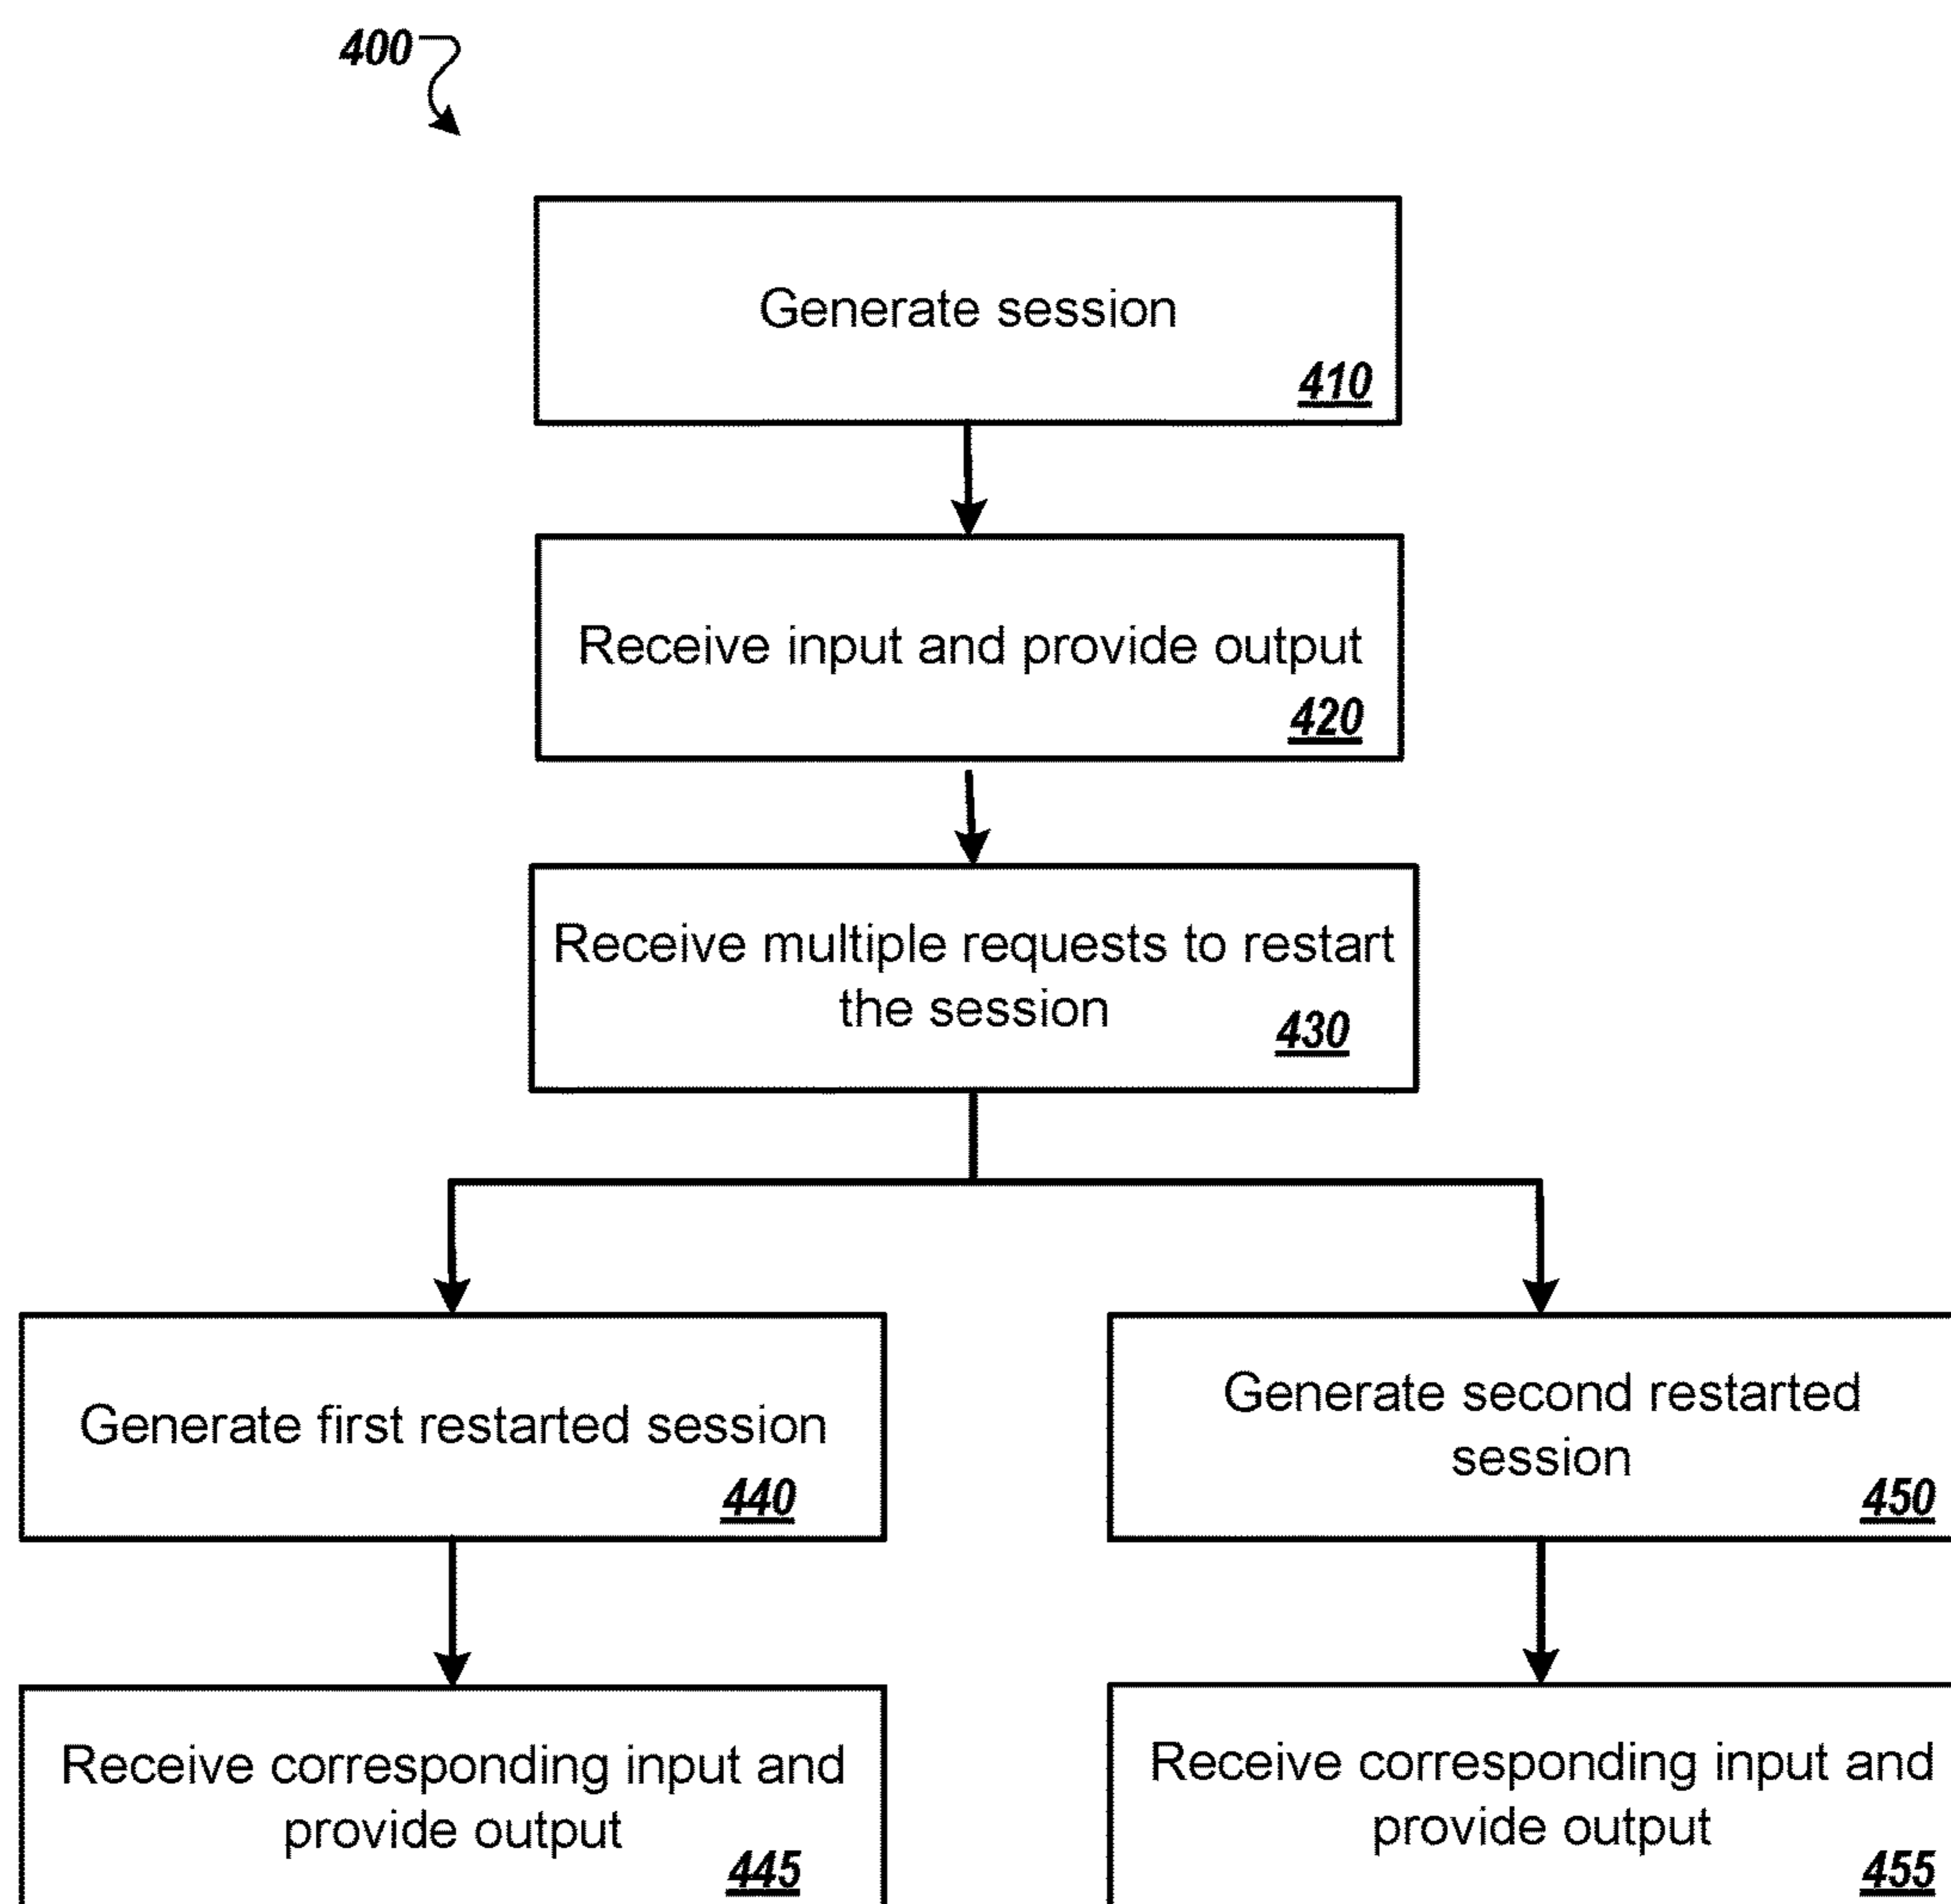 400
Generate session
410
Receive input and provide output
420
Receive multiple requests to restart
the session
430
Generate first restarted session
440
Generate second restarted
session
450
Receive corresponding input and
provide output
445
Receive corresponding input and
provide output
455